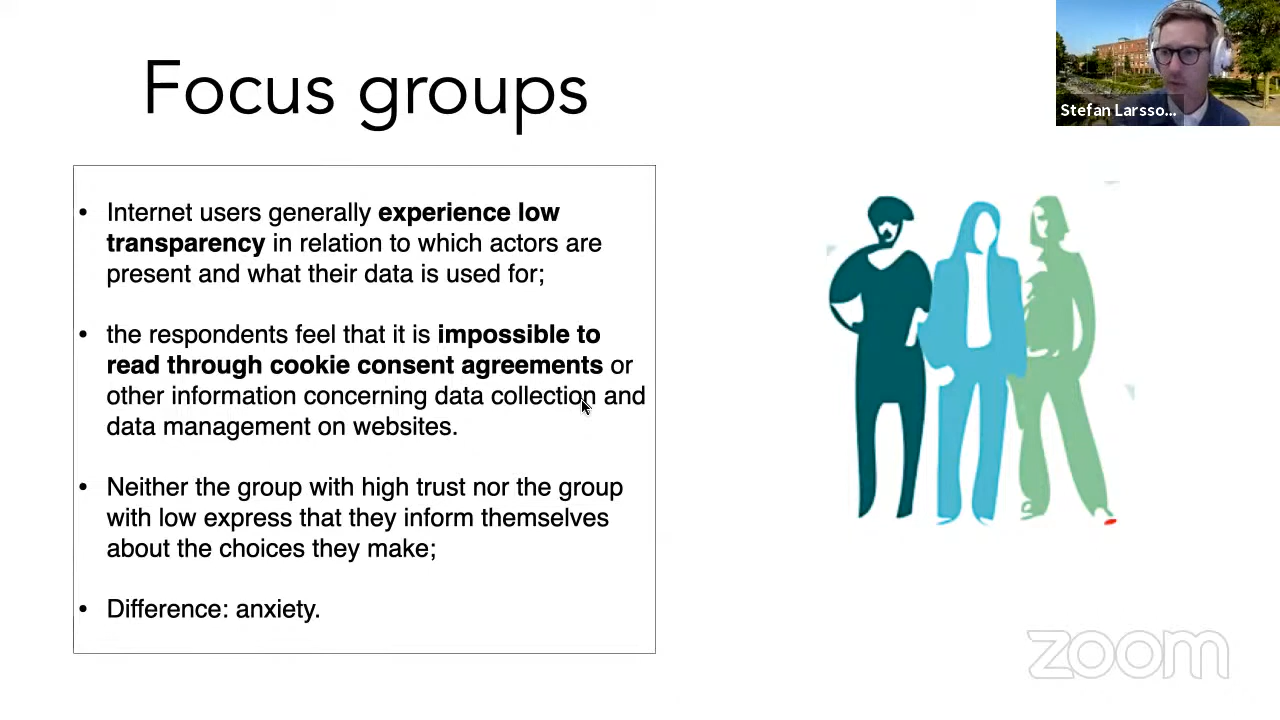 Focus groups
Stefan Larsso...
• Internet users generally experience low
transparency in relation to which actors are
present and what their data is used for;
• the respondents feel that it is impossible to
read through cookie consent agreements or
other information concerning data collection and
data management on websites.
• Neither the group with high trust nor the group
with low express that they inform themselves
about the choices they make;
• Difference: anxiety.
zoom